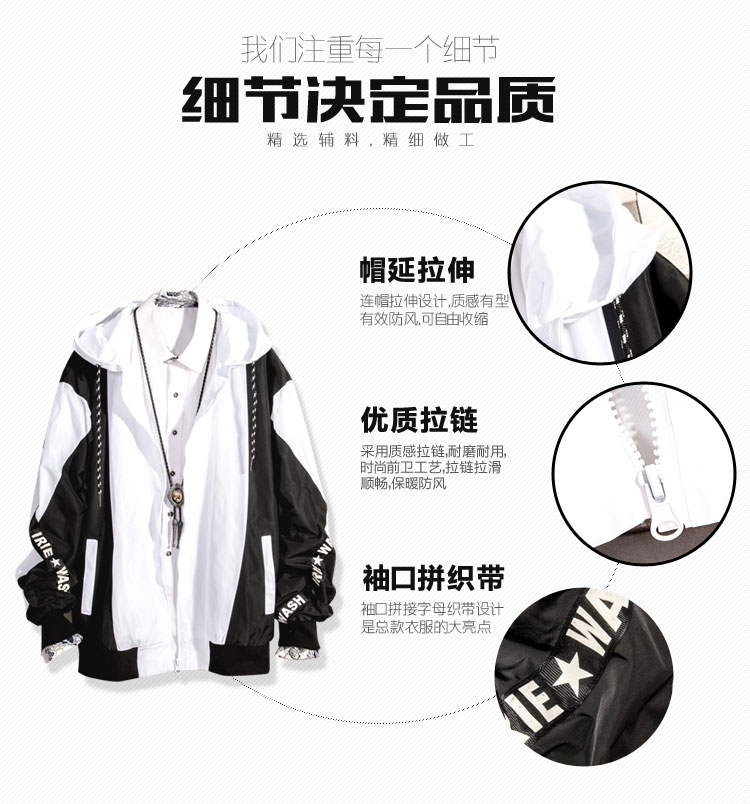 我们注重每一个细节
细节决定品质
精选辅料,精细做工
帽延拉伸
连帽拉伸设计,质感有型
有效防风,可自由收缩
优质拉链
采用质感拉链,耐磨耐用,
时尚前卫工艺,拉链拉滑
顺畅,保暖防风
袖口拼织带
袖口拼接字母织带设计
是总款衣服的大亮点
IRIE★WASH
IRIE★WASH
IRIE★WA